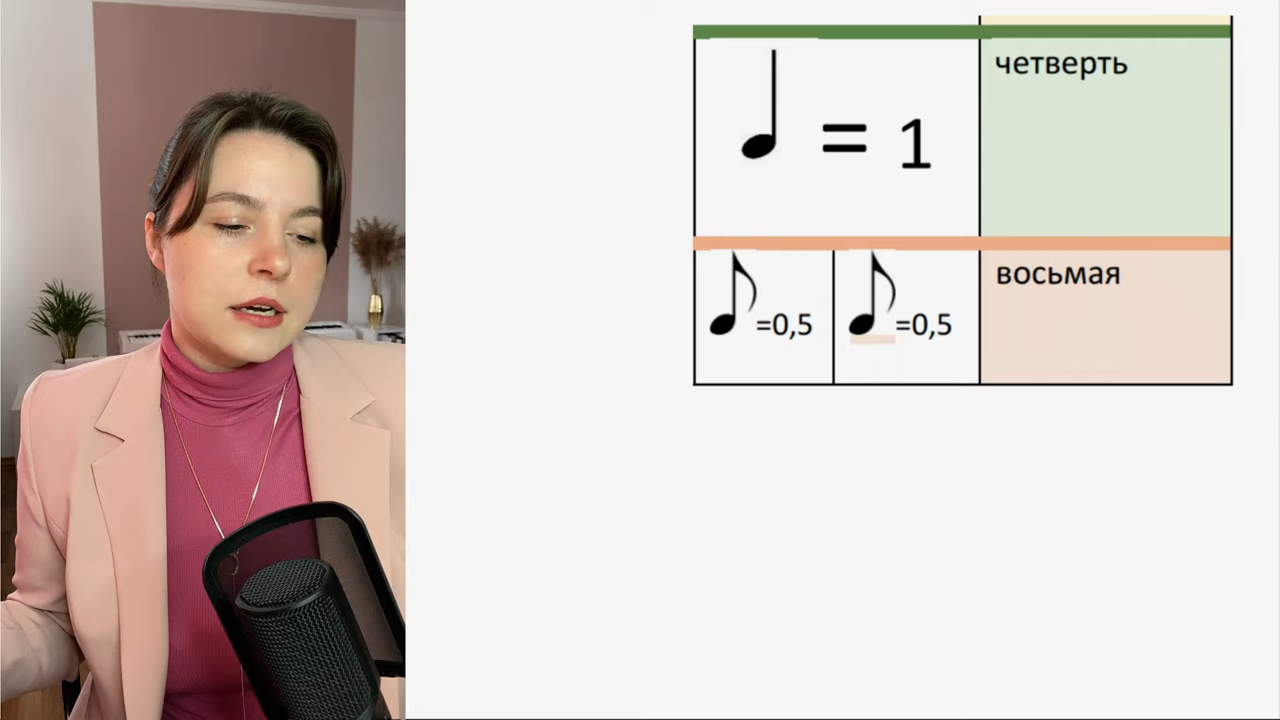 = 1
четверть
=0,5
=0,5
восьмая